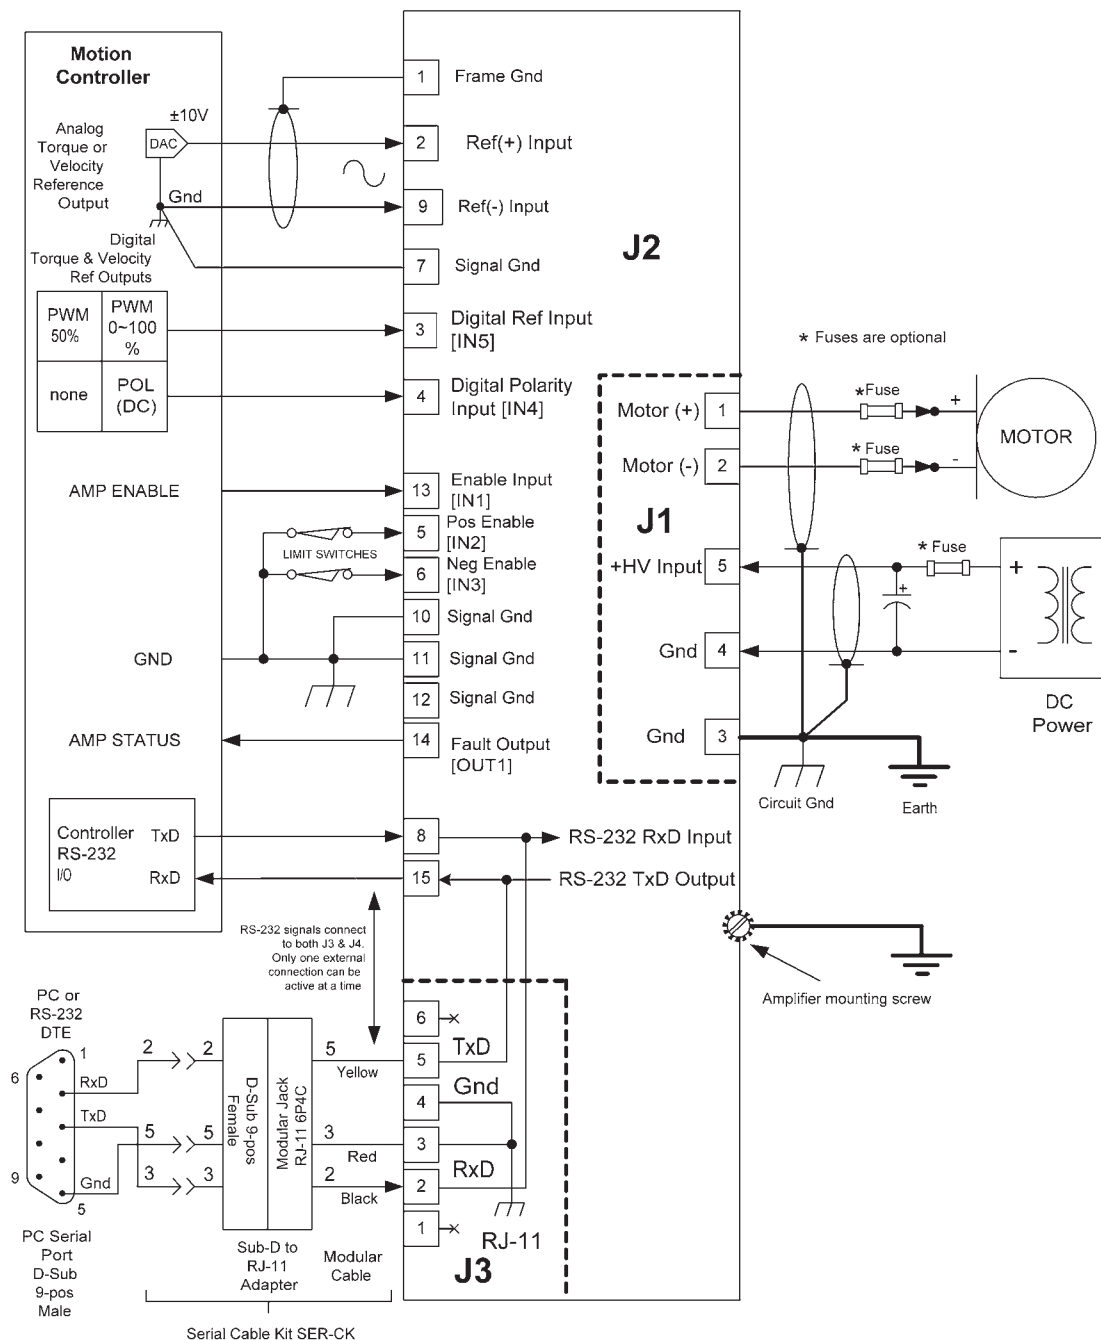 Motion
Controller
±10V
Analog
Torque or
Velocity
Reference
Output
DAC
Gnd
Digital
Torque & Velocity
Ref Outputs
PWM
50%
PWM
0~100
%
none
POL
(DC)
AMP ENABLE
LIMIT SWITCHES
GND
AMP STATUS
Controller
RS-232
I/0
TxD
RxD
1
Frame Gnd
2
Ref(+) Input
9
Ref(-) Input
7
Signal Gnd
3
Digital Ref Input
[IN5]
4
Digital Polarity
Input [IN4]
13
Enable Input
[IN1]
5
Pos Enable
[IN2]
6
Neg Enable
[IN3]
10
Signal Gnd
11
Signal Gnd
12
Signal Gnd
14
Fault Output
[OUT1]
8
RS-232 RxD Input
15
RS-232 TxD Output
J2
* Fuses are optional
J1
Motor (+)
1
*Fuse
+
Motor (-)
2
*Fuse
-
MOTOR
+HV Input
5
* Fuse
+
+
Gnd
4
-
DC
Power
Gnd
3
Circuit Gnd
Earth
Amplifier mounting screw
RS-232 signals connect
to both J3 & J4.
Only one external
connection can be
active at a time
PC or
RS-232
DTE
1
6
RxD
TxD
9
Gnd
5
PC Serial
Port
D-Sub
9-pos
Male
2
2
5
5
3
3
D-Sub 9-pos
Female
Modular Jack
RJ-11 6P4C
5
Yellow
3
Red
2
Black
Sub-D to
RJ-11
Adapter
Modular
Cable
Serial Cable Kit SER-CK
6
5
TxD
4
Gnd
3
2
RxD
1
RJ-11
J3